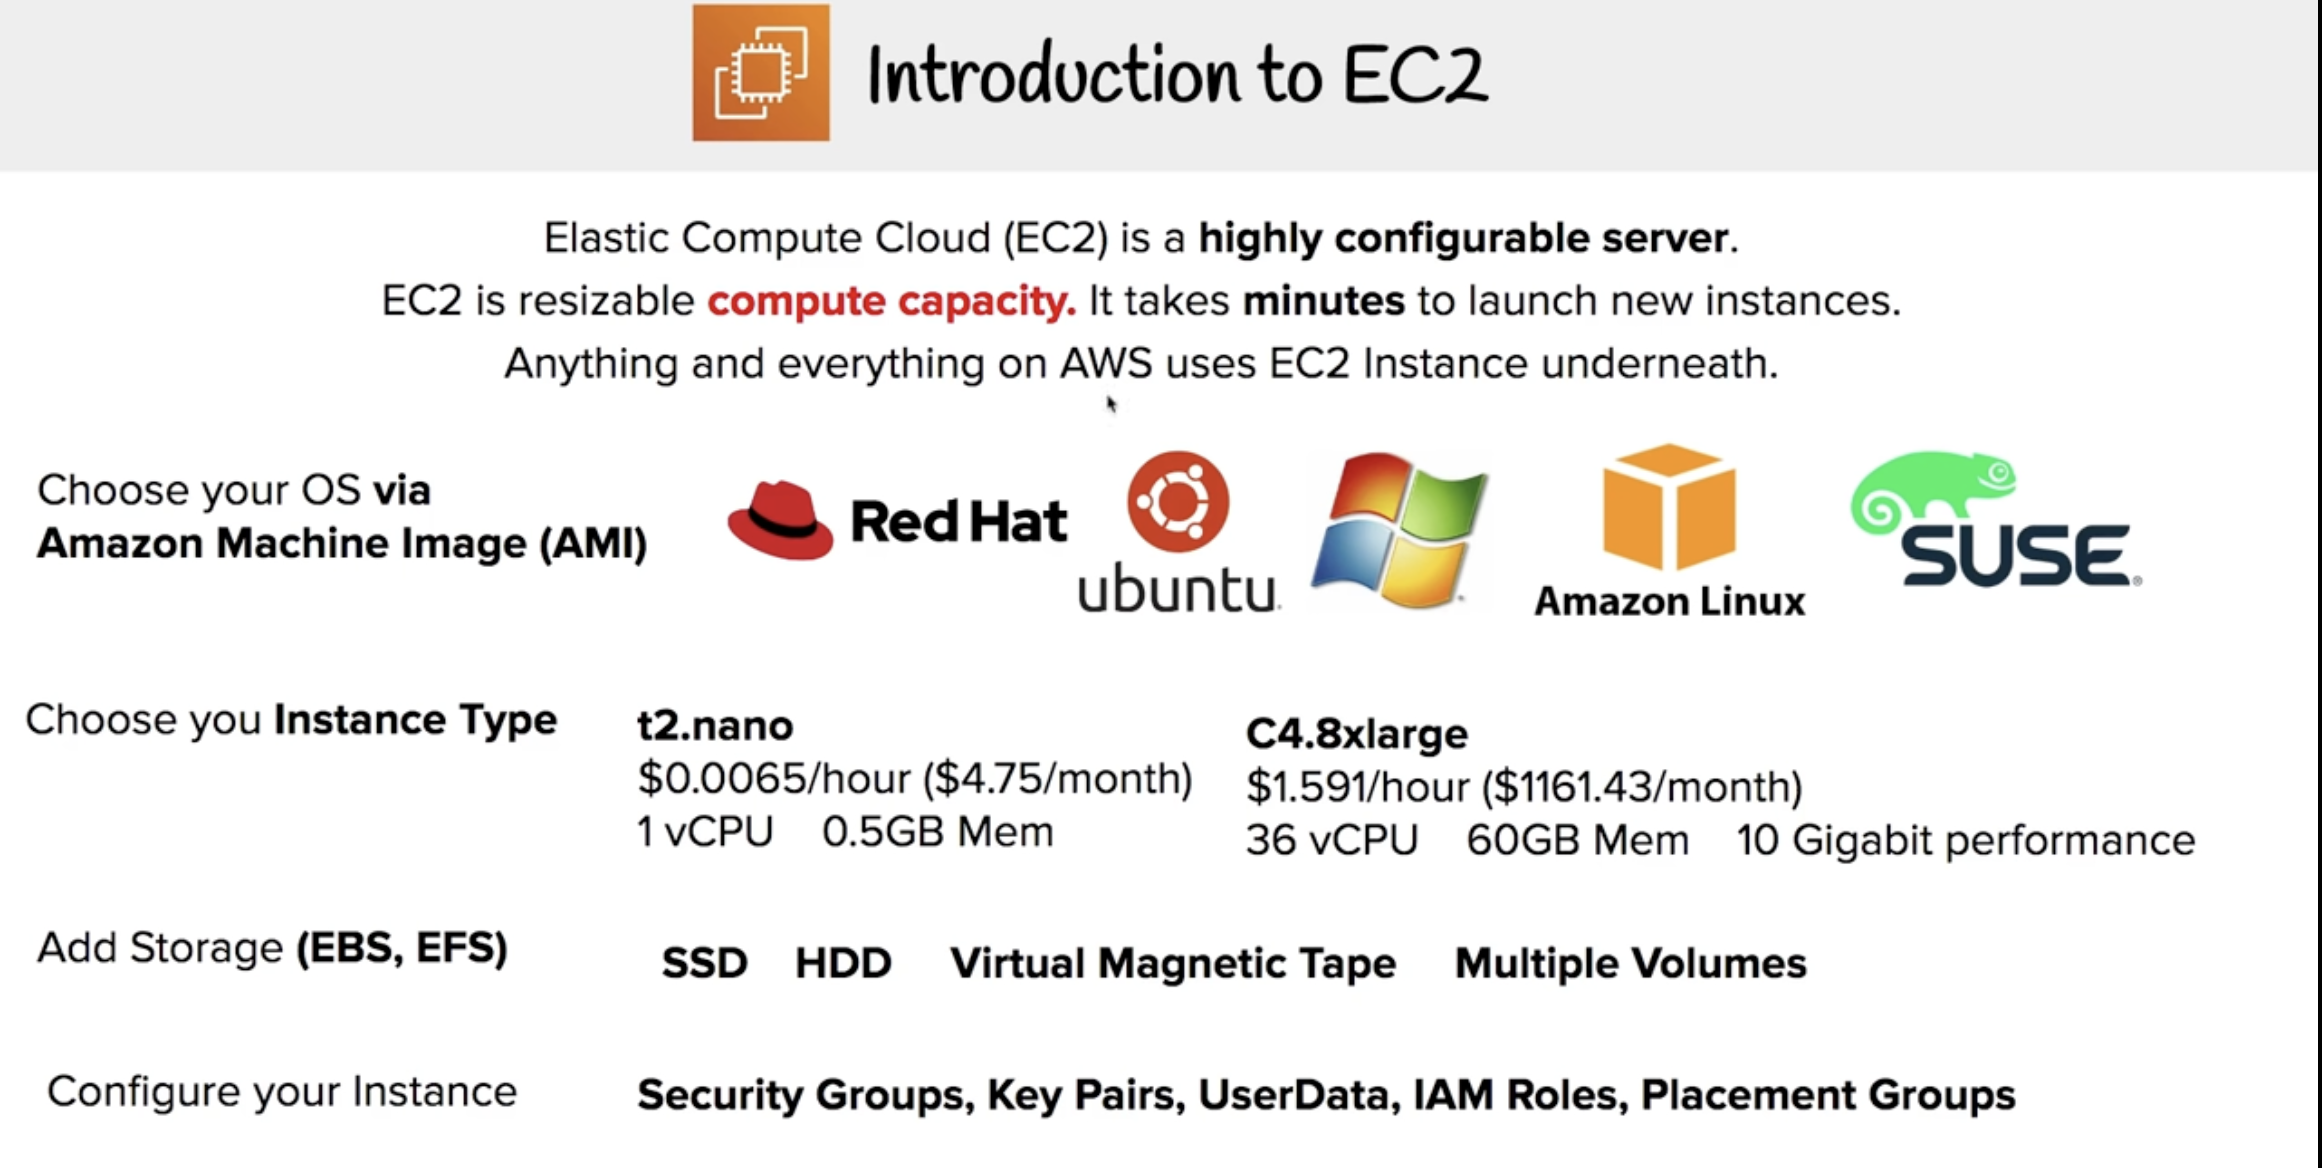 Introduction to EC2
Elastic Compute Cloud (EC2) is a highly configurable server.
EC2 is resizable compute capacity. It takes minutes to launch new instances.
Anything and everything on AWS uses EC2 Instance underneath.
Choose your OS via
Amazon Machine Image (AMI)
Red Hat
ubuntu
Amazon Linux
SUSE
Choose you Instance Type
t2.nano
$0.0065/hour ($4.75/month)
1 vCPU 0.5GB Mem
C4.8xlarge
$1.591/hour ($1161.43/month)
36 vCPU 60GB Mem 10 Gigabit performance
Add Storage (EBS, EFS)
SSD HDD Virtual Magnetic Tape Multiple Volumes
Configure your Instance
Security Groups, Key Pairs, UserData, IAM Roles, Placement Groups